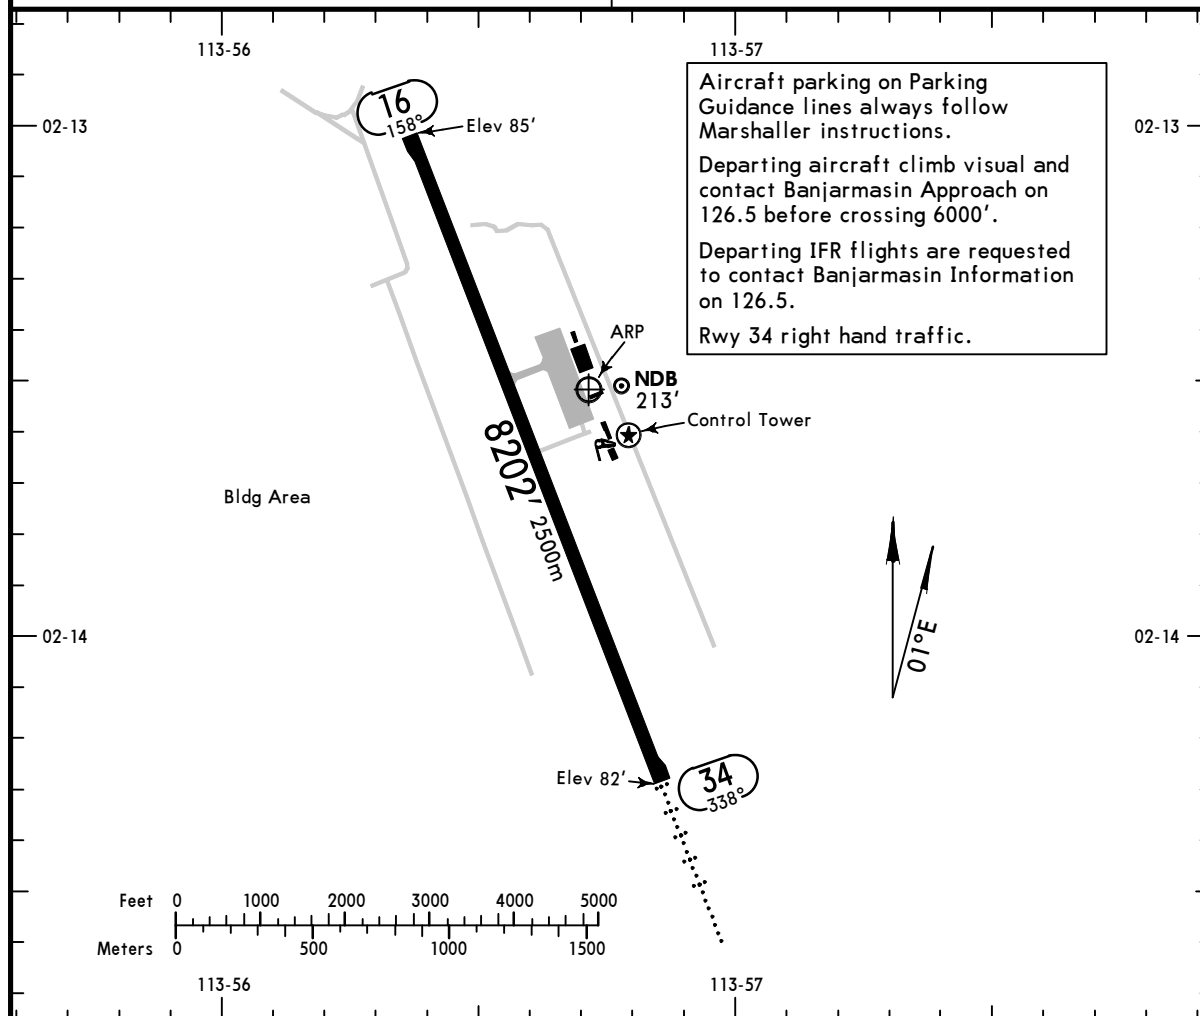 113-56
113-57
Aircraft parking on Parking
Guidance lines always follow
Marshaller instructions.
Departing aircraft climb visual and
contact Banjarmasin Approach on
126.5 before crossing 6000'.
Departing IFR flights are requested
to contact Banjarmasin Information
on 126.5.
Rwy 34 right hand traffic.
16
158°
Elev 85'
02-13
02-13
ARP
NDB
213'
Control Tower
8202' 2500m
Bldg Area
01°E
02-14
02-14
Elev 82'
34
338°
Feet 0 1000 2000 3000 4000 5000
Meters 0 500 1000 1500
113-56
113-57